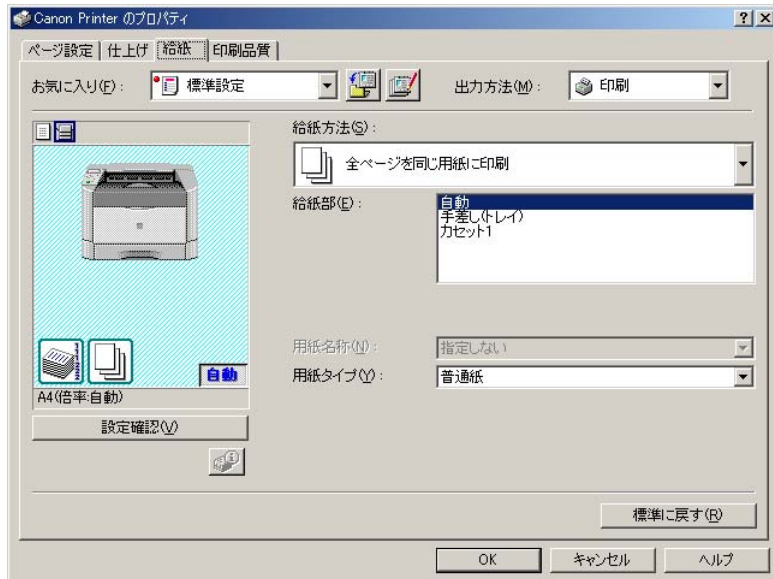 Canon Printer のプロパティ
ページ設定 仕上げ 給紙 印刷品質
お気に入り(F): 標準設定 出力方法(M): 印刷
給紙方法(S):
全ページを同じ用紙に印刷
給紙部(E): 自動
手差し(トレイ)
カセット1
自動
A4(倍率:自動)
用紙名称(N): 指定しない
用紙タイプ(Y): 普通紙
設定確認(V)
標準に戻す(R)
OK キャンセル ヘルプ